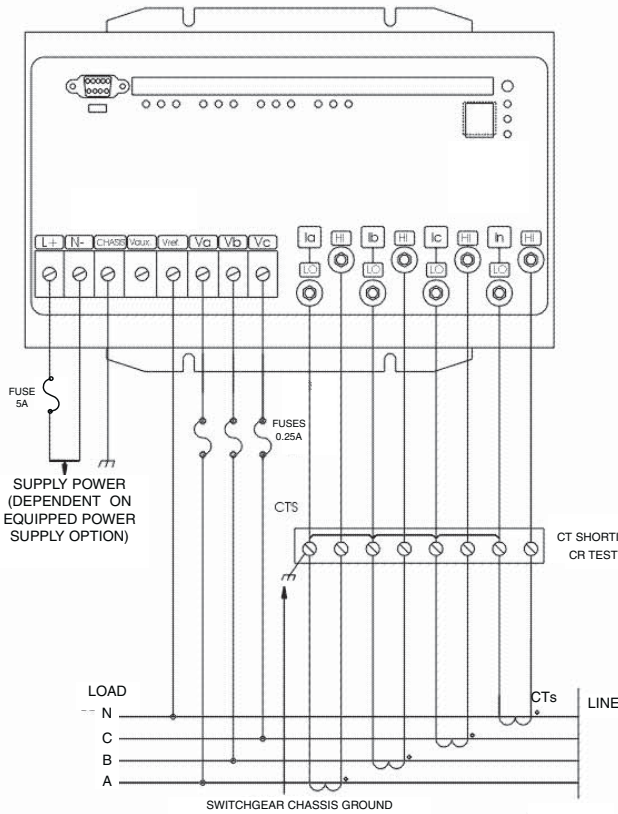 L+ N- CHASIS Vaux. Vref. Va Vb Vc
Ia HI Ib HI Ic HI In HI
LO LO LO LO
FUSE
5A
FUSES
0.25A
SUPPLY POWER
(DEPENDENT ON
EQUIPPED POWER
SUPPLY OPTION)
CTS
CT SHORTI
CR TEST
LOAD
CTs
LINE
N
C
B
A
SWITCHGEAR CHASSIS GROUND